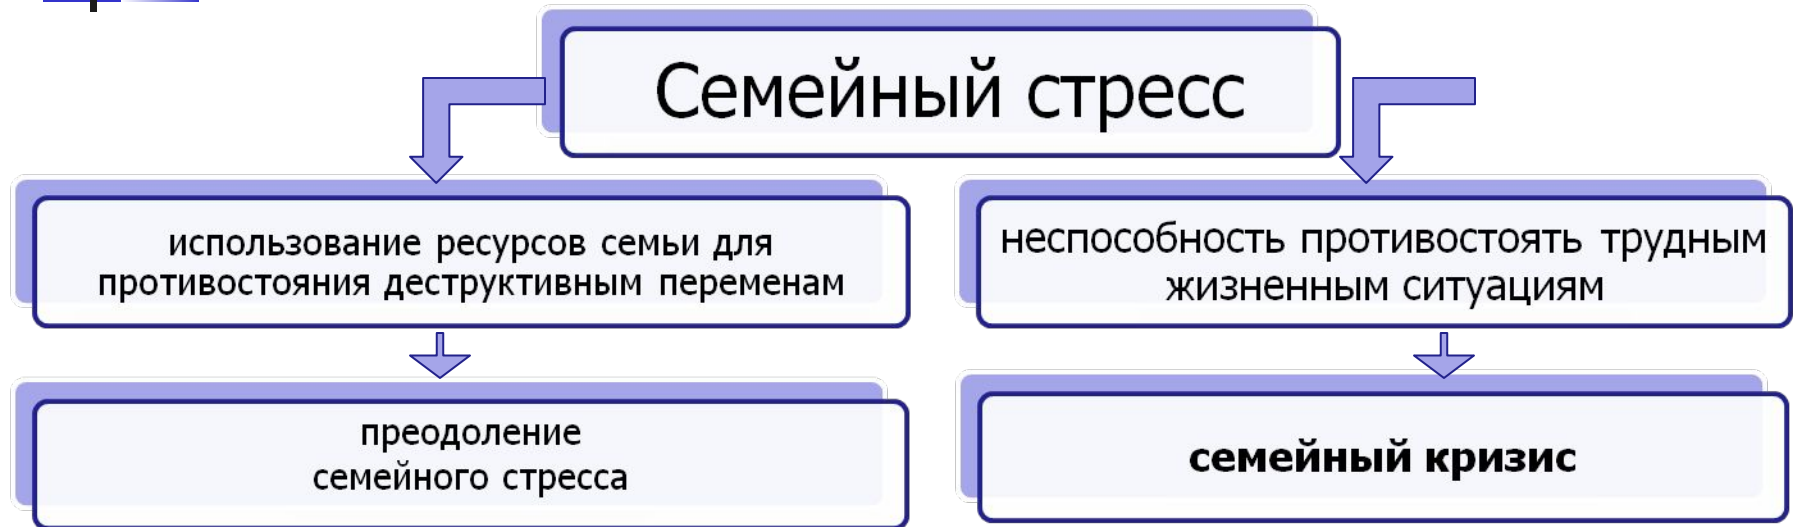 Семейный стресс
использование ресурсов семьи для
противостояния деструктивным переменам
неспособность противостоять трудным
жизненным ситуациям
преодоление
семейного стресса
семейный кризис